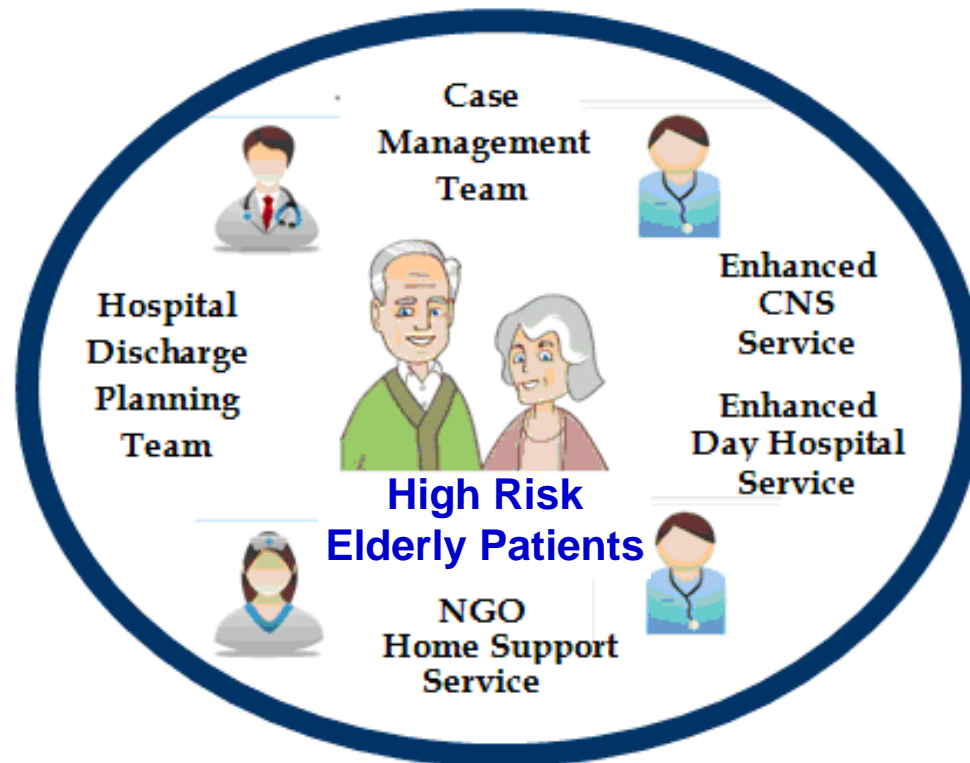 Case
Management
Team
Enhanced
CNS
Service
Hospital
Discharge
Planning
Team
Enhanced
Day Hospital
Service
High Risk
Elderly Patients
NGO
Home Support
Service